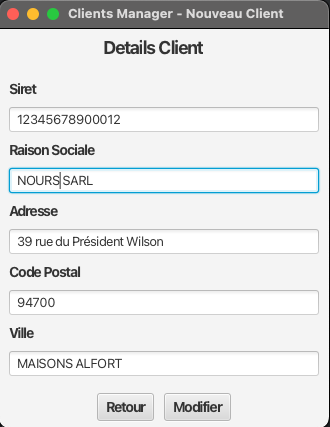 Clients Manager - Nouveau Client
Details Client
Siret
12345678900012
Raison Sociale
NOURS SARL
Adresse
39 rue du Président Wilson
Code Postal
94700
Ville
MAISONS ALFORT
Retour Modifier